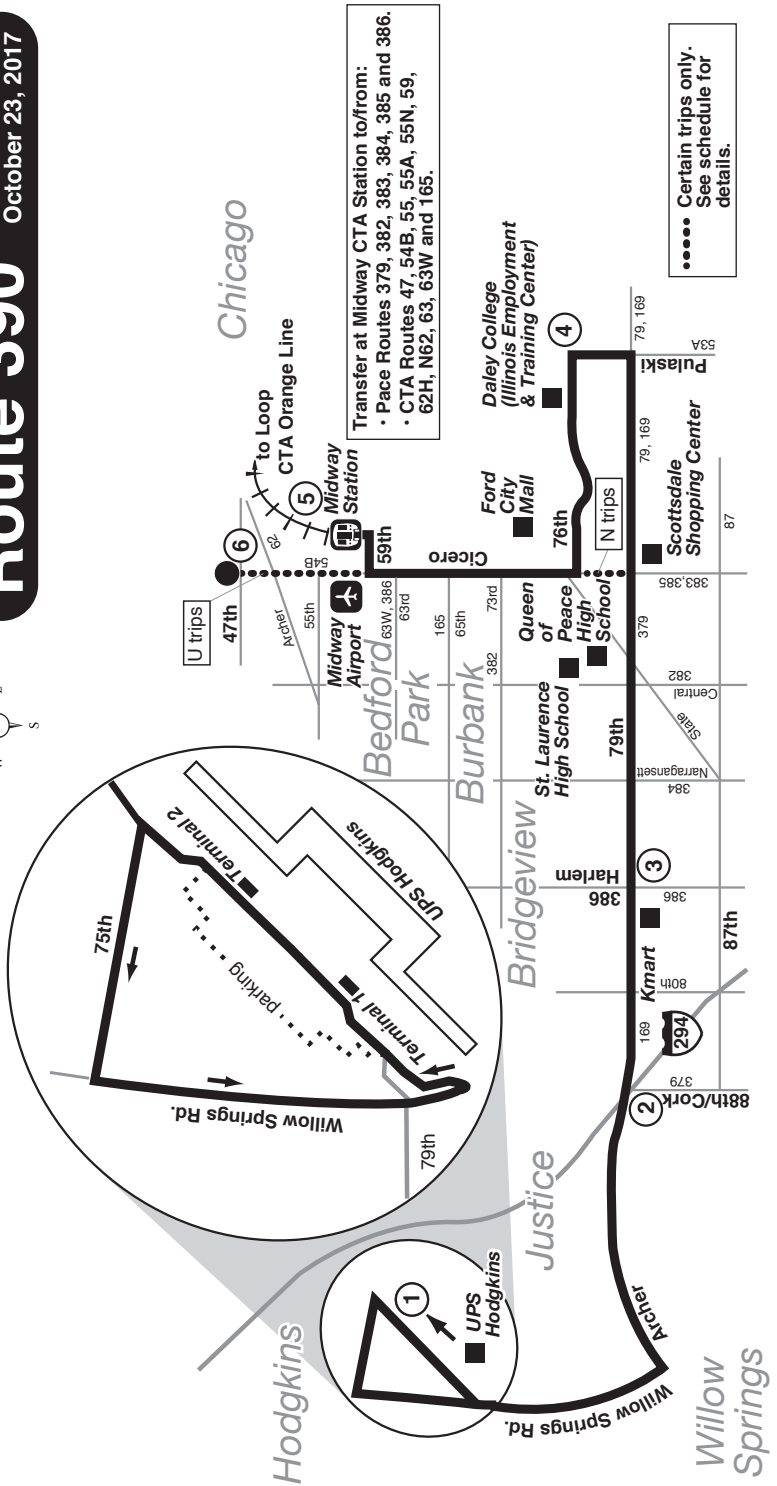 Route 390
October 23, 2017
S
Chicago
to Loop
CTA Orange Line
Transfer at Midway CTA Station to/from:
· Pace Routes 379, 382, 383, 384, 385 and 386.
· CTA Routes 47, 54B, 55, 55A, 55N, 59,
62H, N62, 63, 63W and 165.
•••••• Certain trips only.
See schedule for
details.
U trips
47th
6
62
54B
Archer
55th
5
Midway
Station
Midway
Airport
59th
63W, 386
63rd
165
65th
73rd
382
Cicero
Bedford
Park
Burbank
Bridgeview
Ford
City
Mall
76th
Daley College
(Illinois Employment
& Training Center)
4
N trips
79, 169
53A
Pulaski
79, 169
Scottsdale
Shopping Center
87
383,385
379
Queen
of
Peace
High
School
St. Laurence
High School
382
Central
State
79th
Narragansett
384
Harlem
386
3
386
Kmart
87th
80th
169
294
379
88th/Cork
2
Justice
Hodgkins
1
UPS
Hodgkins
Archer
Willow Springs Rd.
Willow
Springs
75th
Terminal 2
UPS Hodgkins
parking
Terminal 1
Willow Springs Rd.
79th